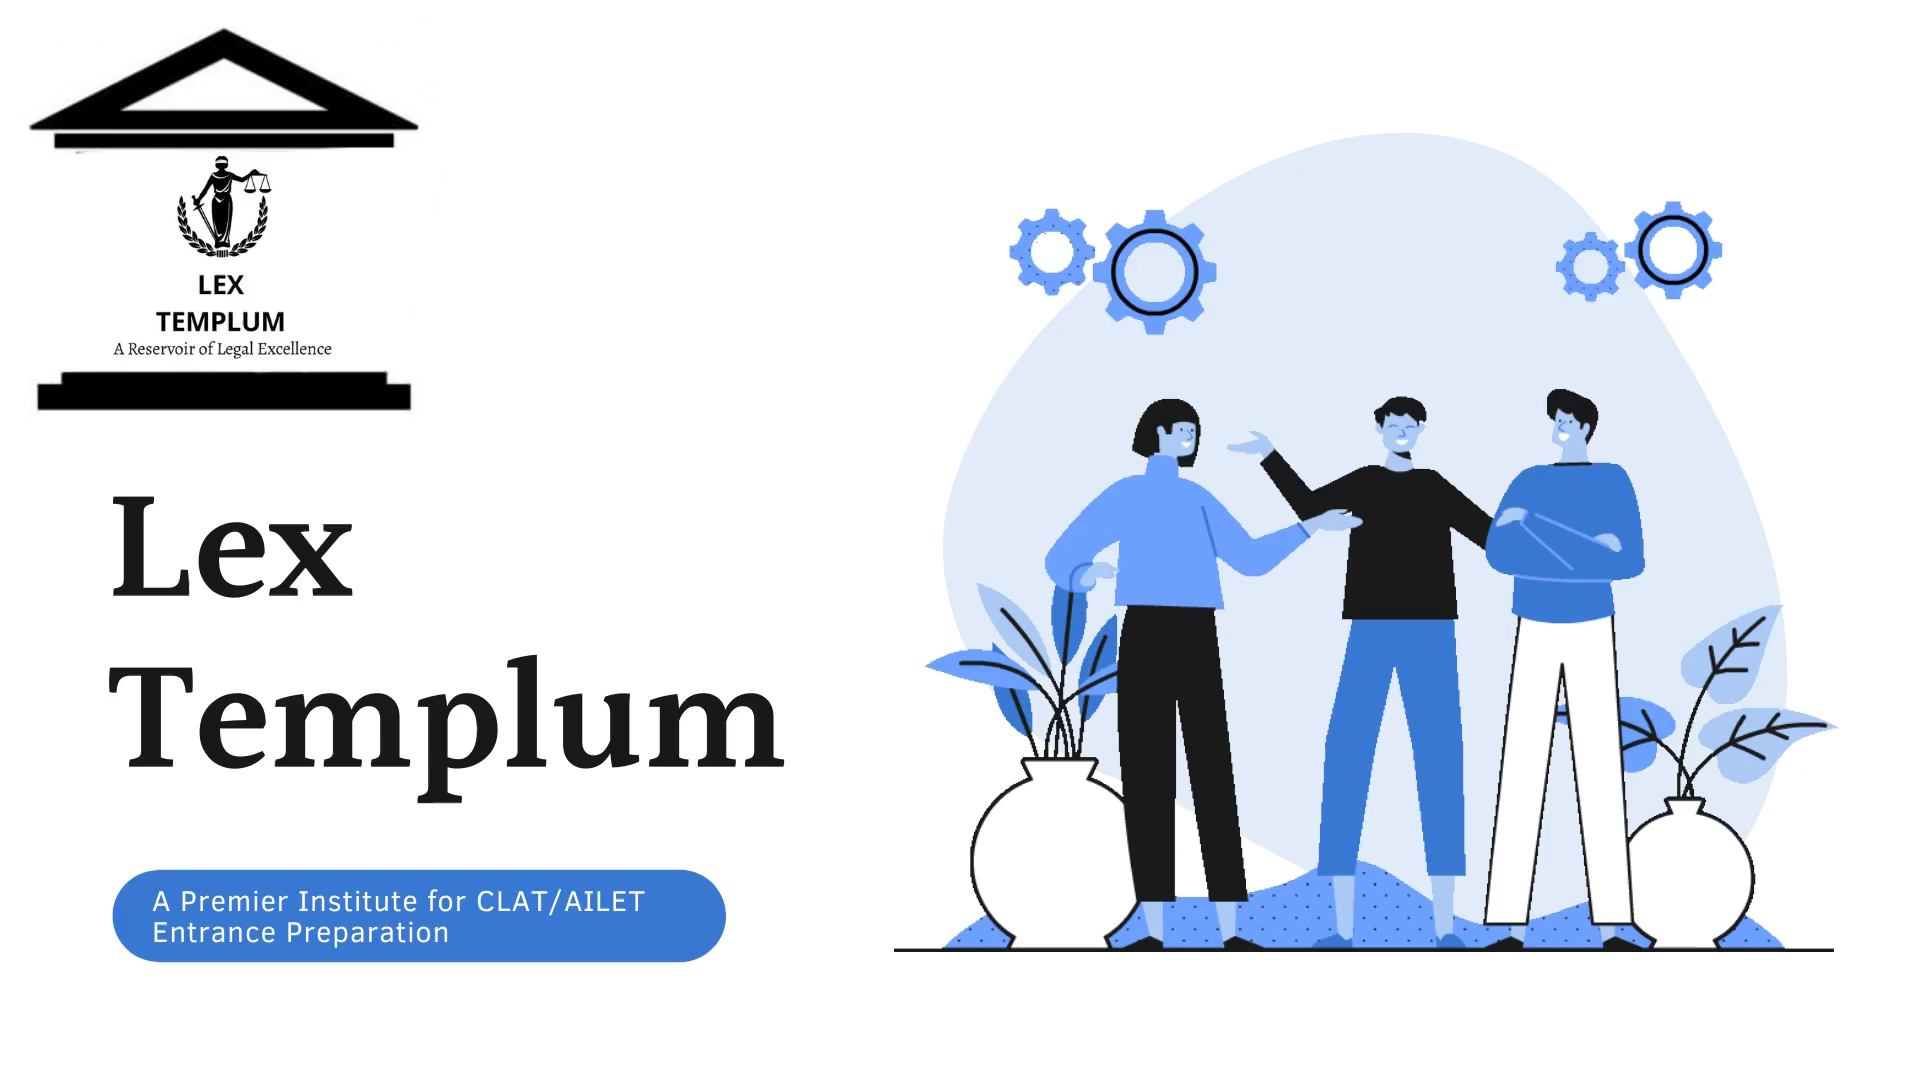 LEX
TEMPLUM
A Reservoir of Legal Excellence
Lex
Templum
A Premier Institute for CLAT/AILET
Entrance Preparation